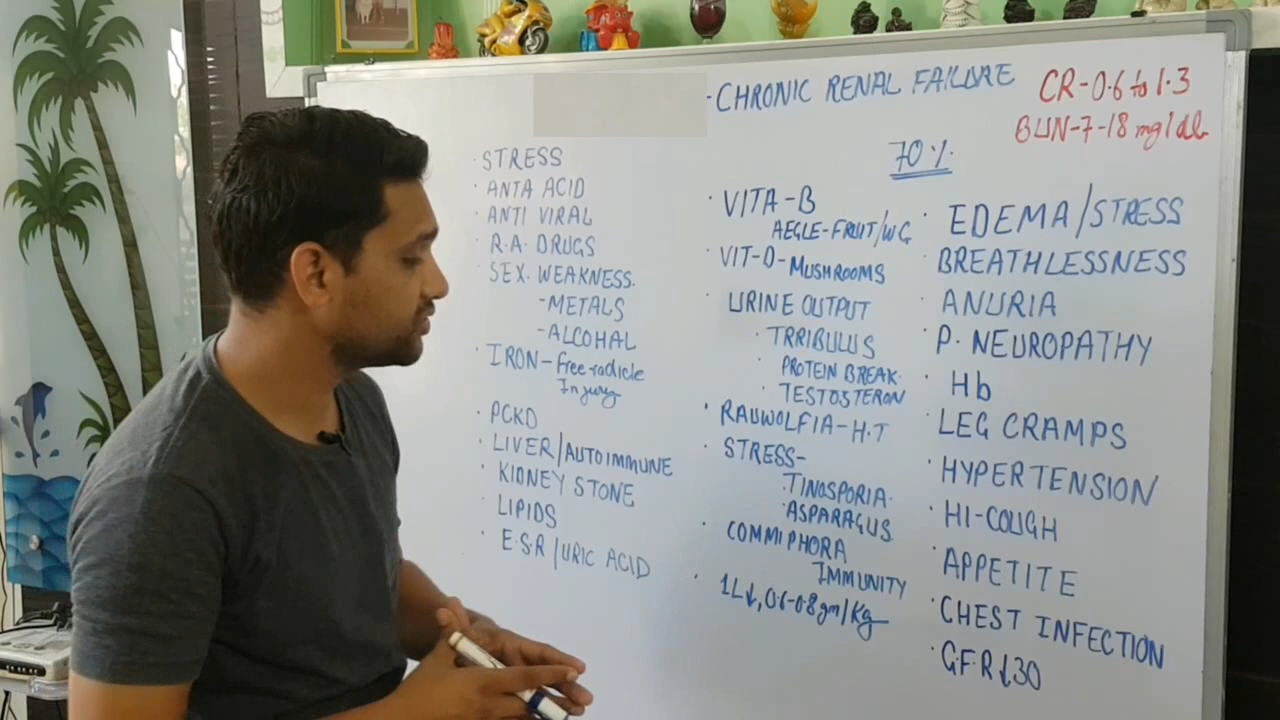 ·CHRONIC RENAL FAILURE
CR-0.6 to 1.3
BUN-7-18 mg/db
70%
·STRESS
·ANTA ACID
·ANTI VIRAL
·R.A. DRUGS
·SEX. WEAKNESS.
-METALS
-ALCOHAL
·IRON-free-radicle
Injury
·PCKD
·LIVER/AUTOIMMUNE
·KIDNEY STONE
·LIPIDS
·E.S.R/URIC ACID
·VITA-B
AEGLE-FRUIT/WG
·VIT-D-MUSHROOMS
·URINE OUTPUT
·TRRIBULUS
·PROTEIN BREAK.
·TESTOSTERON
·RAUWOLFIA-H.T
·STRESS-
·TINOSPORIA.
·ASPARAGUS.
·COMMIPHORA
IMMUNITY
·1L↓, 0.6-0.8gm/Kg
·EDEMA/STRESS
·BREATHLESSNESS
·ANURIA
·P. NEUROPATHY
·Hb
·LEG CRAMPS
·HYPERTENSION
·HI-COUGH
·APPETITE
·CHEST INFECTION
·G.F.R↓30